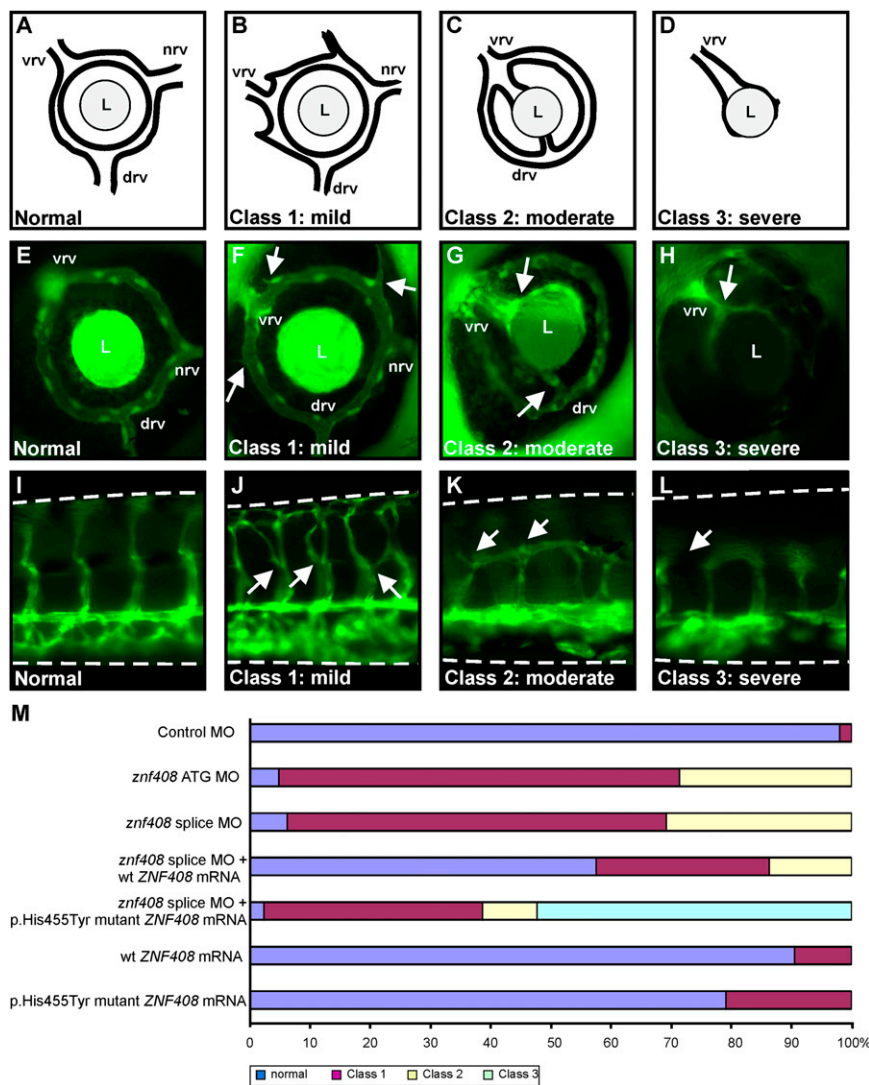 A
vrv
nrv
L
drv
Normal
B
vrv
nrv
L
drv
Class 1: mild
C
vrv
L
drv
Class 2: moderate
D
vrv
L
Class 3: severe
E
vrv
L
nrv
drv
Normal
F
vrv
L
nrv
drv
Class 1: mild
G
vrv
L
drv
Class 2: moderate
H
vrv
L
Class 3: severe
I
Normal
J
Class 1: mild
K
Class 2: moderate
L
Class 3: severe
M
Control MO
znf408 ATG MO
znf408 splice MO
znf408 splice MO +
wt ZNF408 mRNA
znf408 splice MO +
p.His455Tyr mutant ZNF408 mRNA
wt ZNF408 mRNA
p.His455Tyr mutant ZNF408 mRNA
0 10 20 30 40 50 60 70 80 90 100%
normal Class 1 Class 2 Class 3